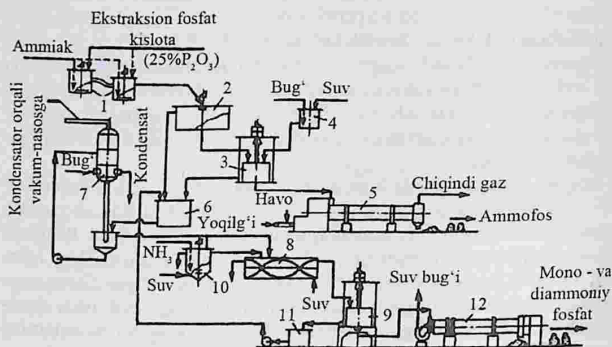 Ekstraksion fosfat
Ammiak
kislota
(25%P₂O₃)
1
2
Bug‘ Suv
4
Kondensator orqali
vakum-nasosga
Kondensat
3
Bug‘
7
6
Havo
Yoqilg‘i
5
Chiqindi gaz
Ammofos
NH₃
Suv
10
8
Suv
Suv bug‘i
Mono - va
diammoniy
fosfat
11
9
12